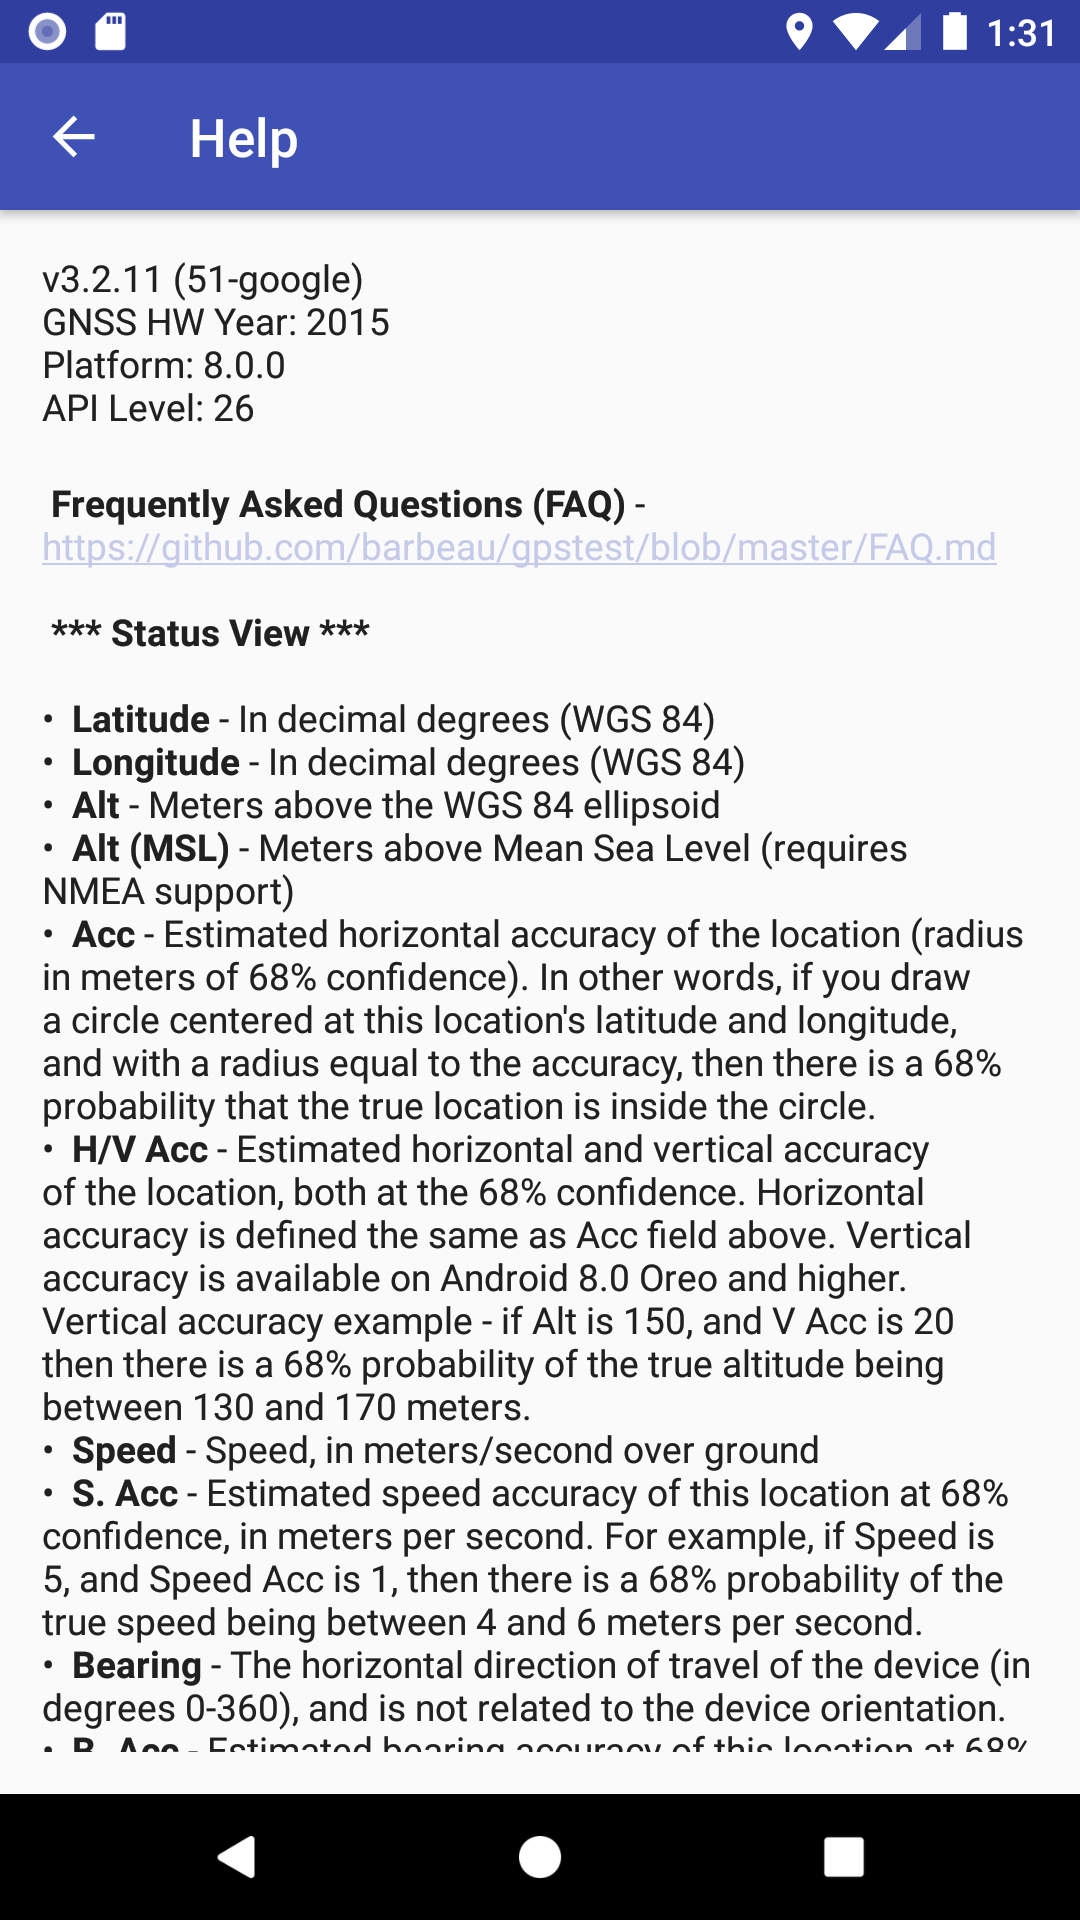 1:31
Help
v3.2.11 (51-google)
GNSS HW Year: 2015
Platform: 8.0.0
API Level: 26
Frequently Asked Questions (FAQ) -
https://github.com/barbeau/gpstest/blob/master/FAQ.md
*** Status View ***
• Latitude - In decimal degrees (WGS 84)
• Longitude - In decimal degrees (WGS 84)
• Alt - Meters above the WGS 84 ellipsoid
• Alt (MSL) - Meters above Mean Sea Level (requires
NMEA support)
• Acc - Estimated horizontal accuracy of the location (radius
in meters of 68% confidence). In other words, if you draw
a circle centered at this location's latitude and longitude,
and with a radius equal to the accuracy, then there is a 68%
probability that the true location is inside the circle.
• H/V Acc - Estimated horizontal and vertical accuracy
of the location, both at the 68% confidence. Horizontal
accuracy is defined the same as Acc field above. Vertical
accuracy is available on Android 8.0 Oreo and higher.
Vertical accuracy example - if Alt is 150, and V Acc is 20
then there is a 68% probability of the true altitude being
between 130 and 170 meters.
• Speed - Speed, in meters/second over ground
• S. Acc - Estimated speed accuracy of this location at 68%
confidence, in meters per second. For example, if Speed is
5, and Speed Acc is 1, then there is a 68% probability of the
true speed being between 4 and 6 meters per second.
• Bearing - The horizontal direction of travel of the device (in
degrees 0-360), and is not related to the device orientation.
• B. Acc - Estimated bearing accuracy of this location at 68%